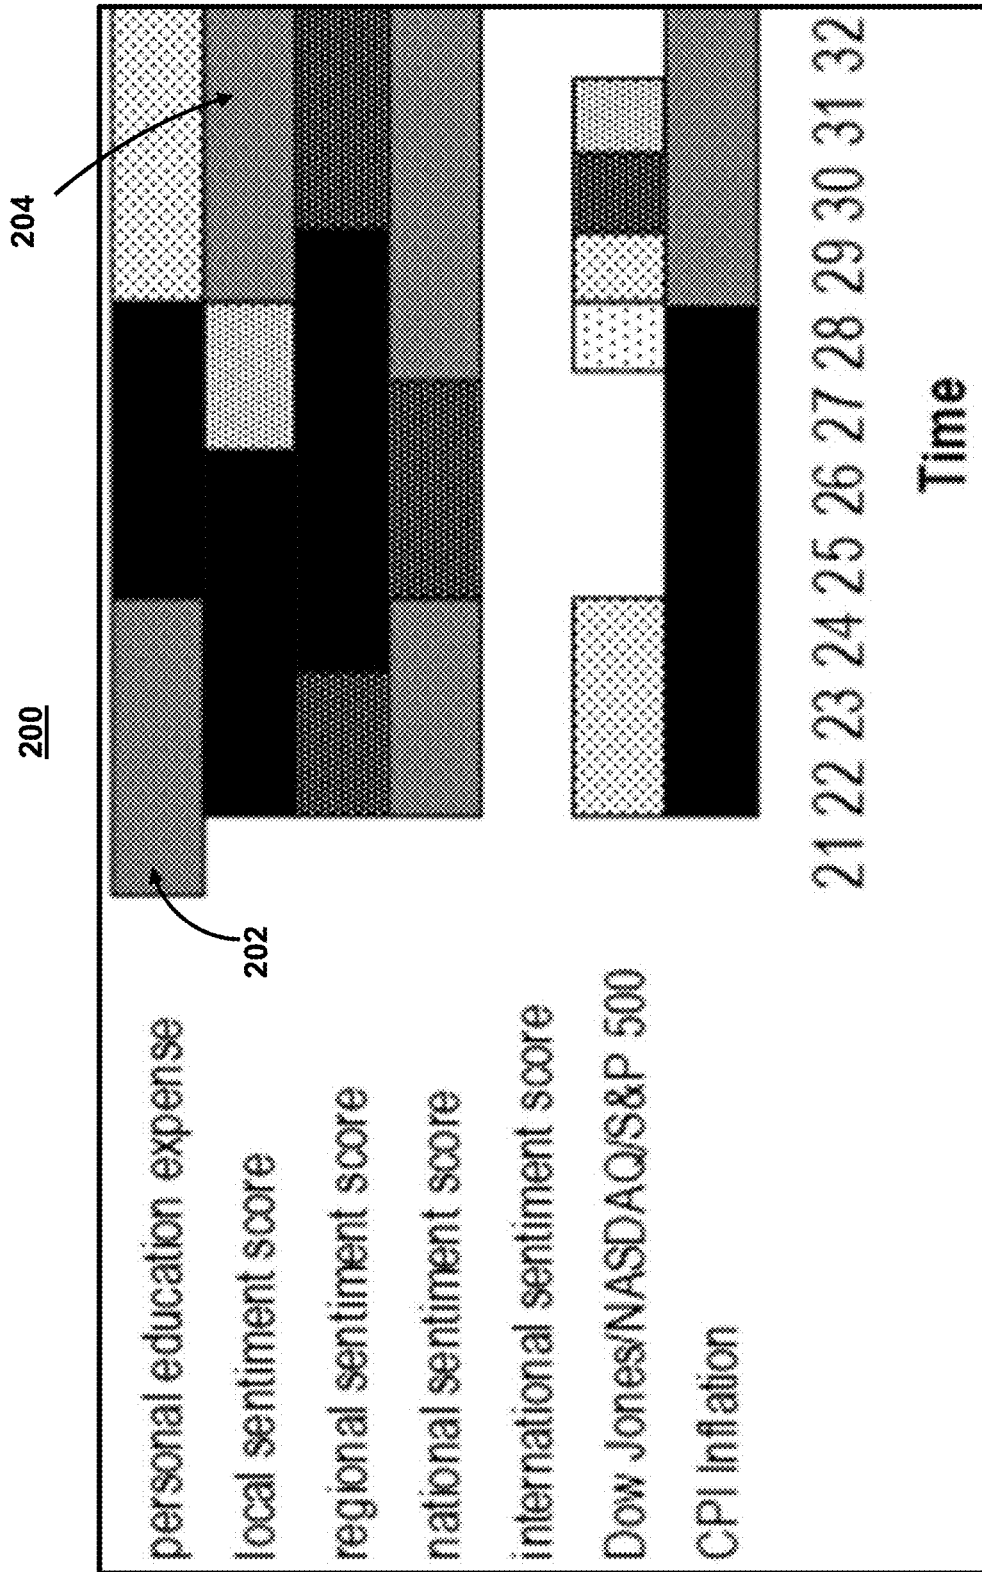 200
204
202
personal education expense
local sentiment score
regional sentiment score
national sentiment score
international sentiment score
Dow Jones/NASDAQ/S&P 500
CPI Inflation
21 22 23 24 25 26 27 28 29 30 31 32
Time